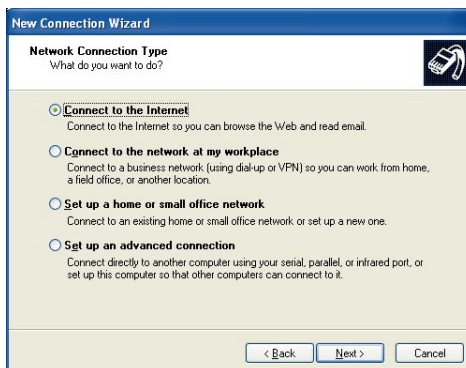 New Connection Wizard
Network Connection Type
What do you want to do?
Connect to the Internet
Connect to the Internet so you can browse the Web and read email.
Connect to the network at my workplace
Connect to a business network (using dial-up or VPN) so you can work from home,
a field office, or another location.
Set up a home or small office network
Connect to an existing home or small office network or set up a new one.
Set up an advanced connection
Connect directly to another computer using your serial, parallel, or infrared port, or
set up this computer so that other computers can connect to it.
< Back Next > Cancel